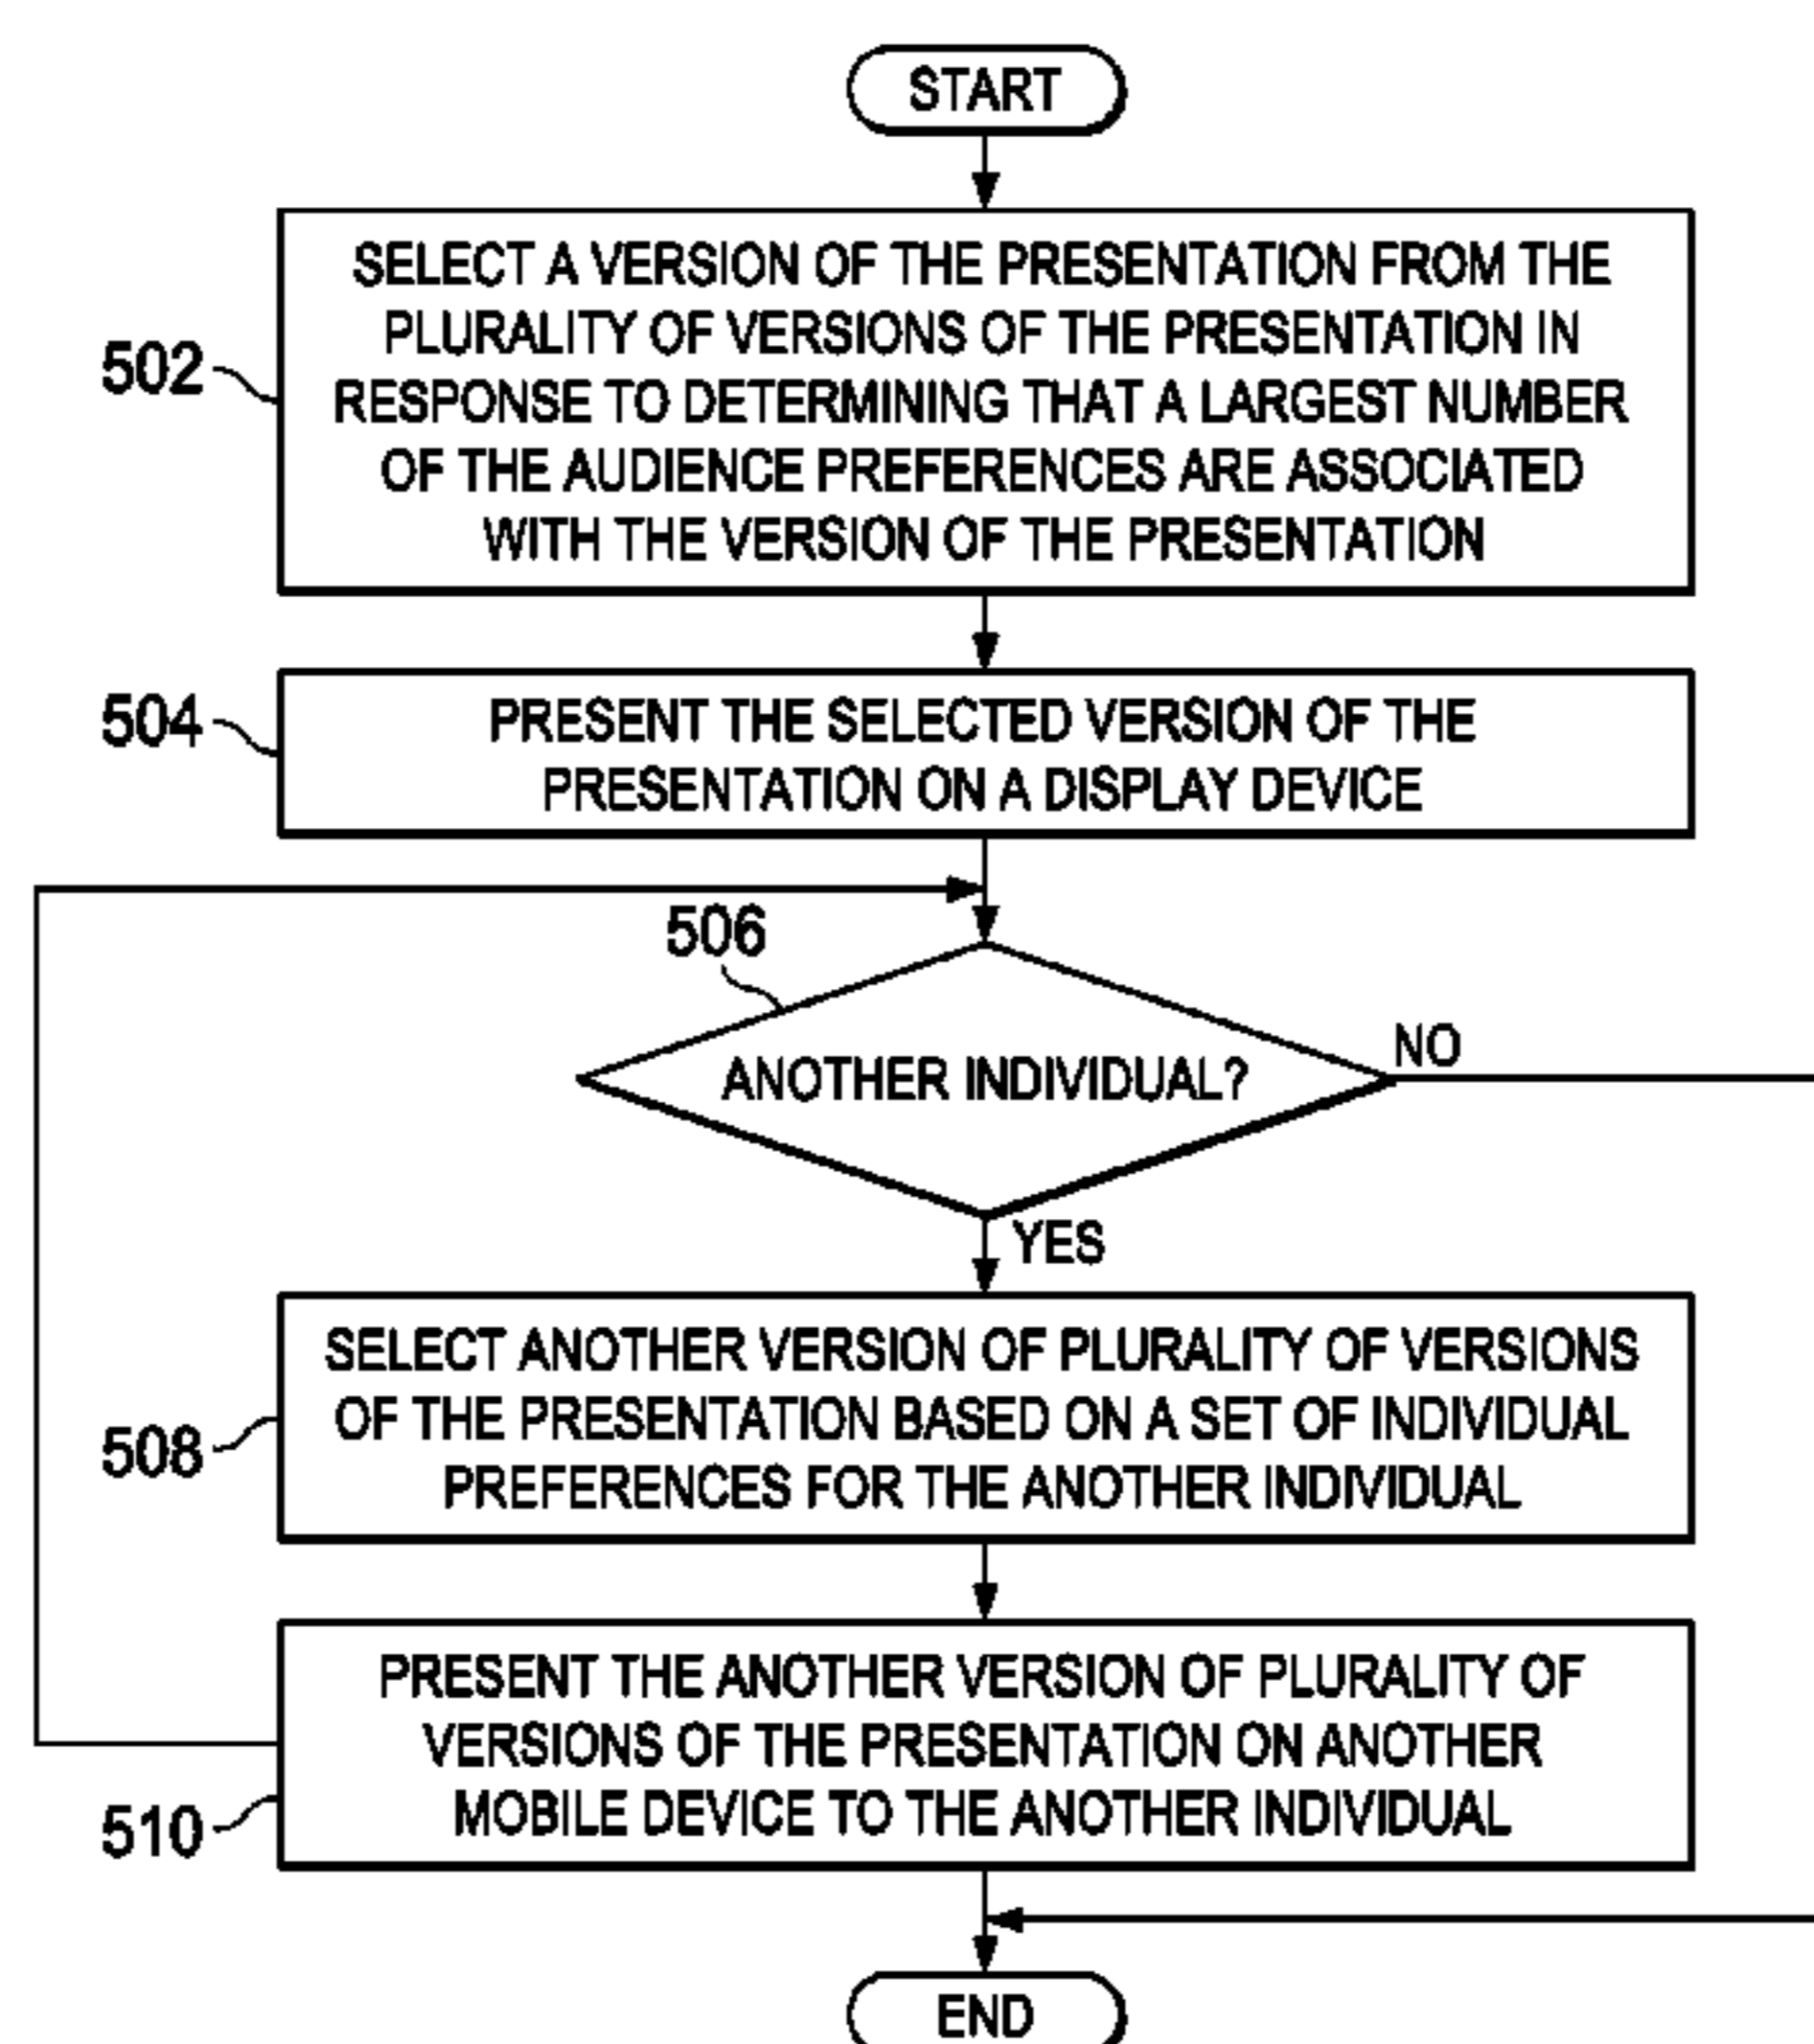 START
SELECT A VERSION OF THE PRESENTATION FROM THE
PLURALITY OF VERSIONS OF THE PRESENTATION IN
RESPONSE TO DETERMINING THAT A LARGEST NUMBER
OF THE AUDIENCE PREFERENCES ARE ASSOCIATED
WITH THE VERSION OF THE PRESENTATION
502
PRESENT THE SELECTED VERSION OF THE
PRESENTATION ON A DISPLAY DEVICE
504
506
ANOTHER INDIVIDUAL?
NO
YES
SELECT ANOTHER VERSION OF PLURALITY OF VERSIONS
OF THE PRESENTATION BASED ON A SET OF INDIVIDUAL
PREFERENCES FOR THE ANOTHER INDIVIDUAL
508
PRESENT THE ANOTHER VERSION OF PLURALITY OF
VERSIONS OF THE PRESENTATION ON ANOTHER
MOBILE DEVICE TO THE ANOTHER INDIVIDUAL
510
END